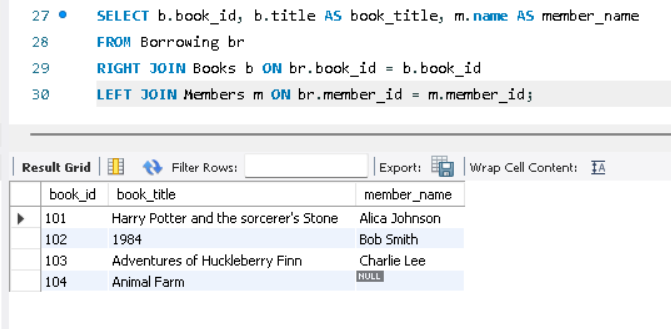 27 SELECT b.book_id, b.title AS book_title, m.name AS member_name
28 FROM Borrowing br
29 RIGHT JOIN Books b ON br.book_id = b.book_id
30 LEFT JOIN Members m ON br.member_id = m.member_id;
Result Grid Filter Rows: Export: Wrap Cell Content: IA
book_id book_title member_name
101 Harry Potter and the sorcerer's Stone Alica Johnson
102 1984 Bob Smith
103 Adventures of Huckleberry Finn Charlie Lee
104 Animal Farm NULL